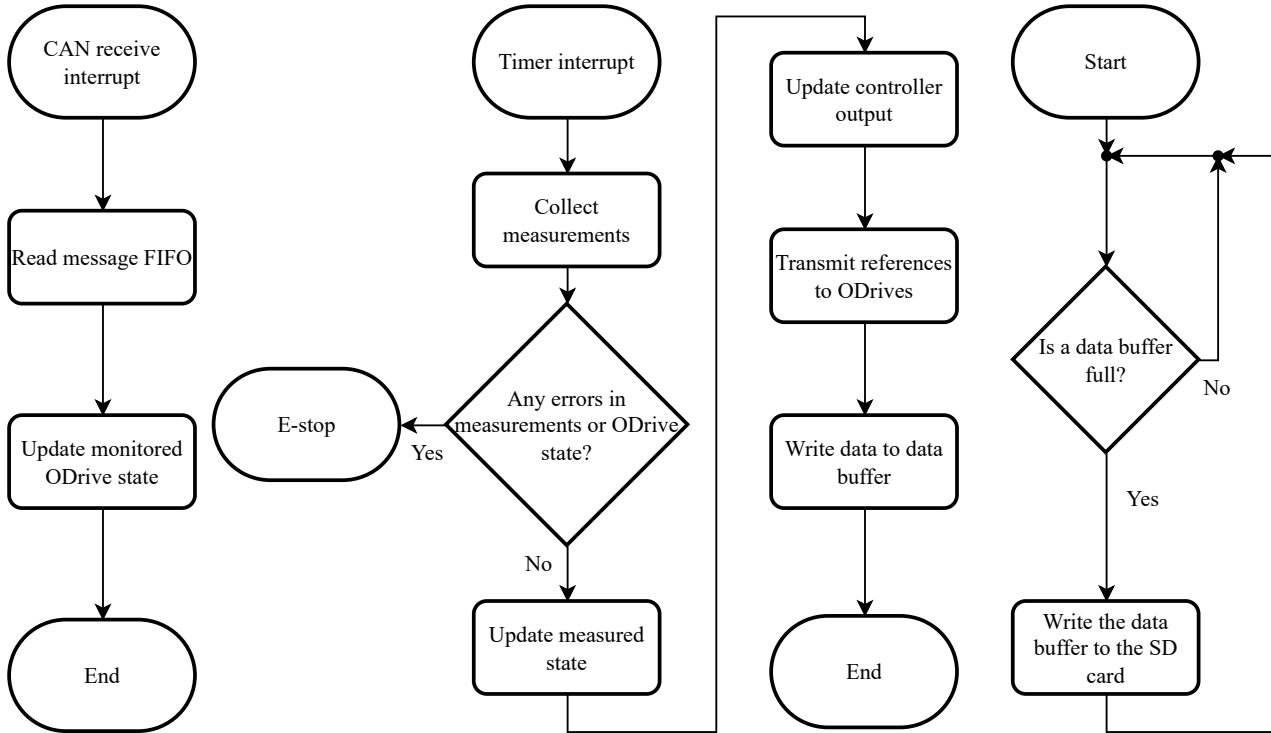 CAN receive
interrupt
Read message FIFO
Update monitored
ODrive state
End
Timer interrupt
Collect
measurements
Any errors in
measurements or ODrive
state?
Yes
E-stop
No
Update measured
state
Update controller
output
Transmit references
to ODrives
Write data to data
buffer
End
Start
Is a data buffer
full?
No
Yes
Write the data
buffer to the SD
card